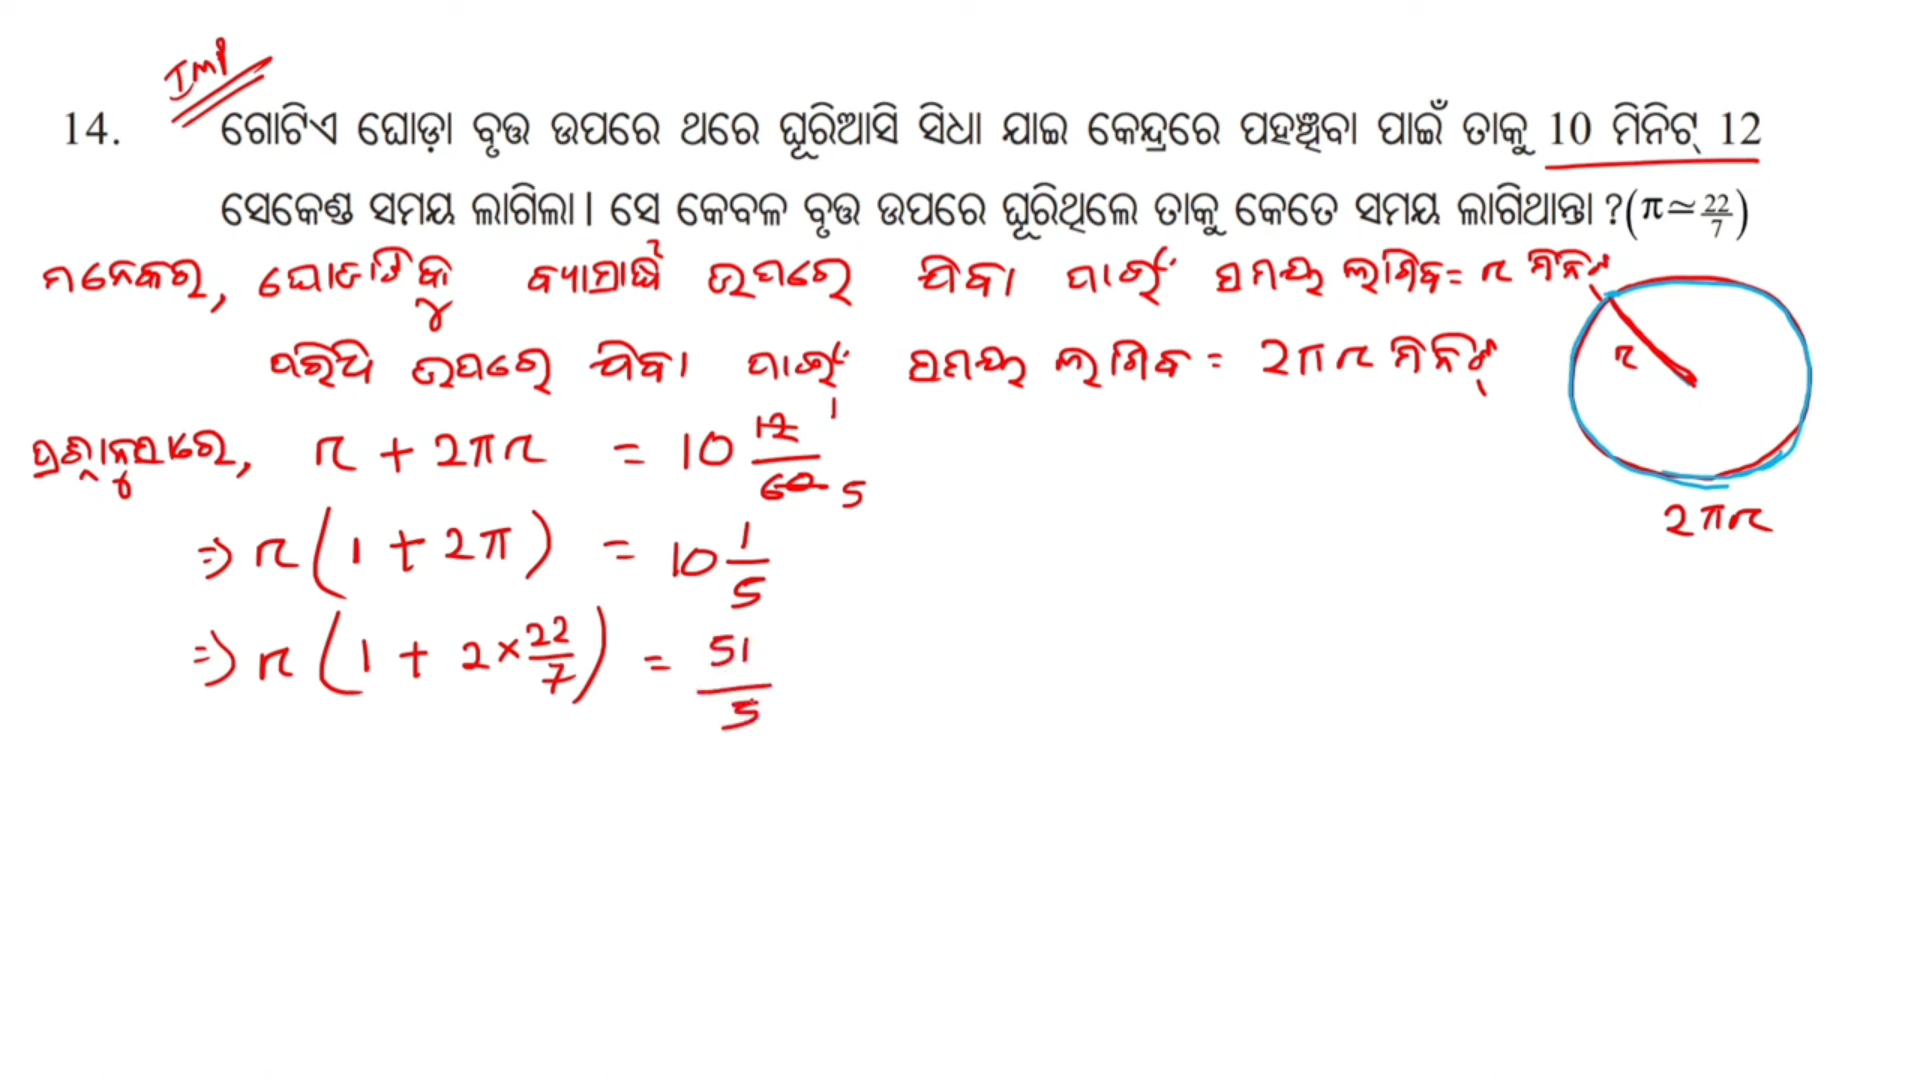 Imp
14. ଗୋଟିଏ ଘୋଡ଼ା ବୃତ୍ତ ଉପରେ ଥରେ ଘୂରିଆସି ସିଧା ଯାଇ କେନ୍ଦ୍ରରେ ପହଞ୍ଚିବା ପାଇଁ ତାକୁ 10 ମିନିଟ୍ 12
ସେକେଣ୍ଡ ସମୟ ଲାଗିଲା । ସେ କେବଳ ବୃତ୍ତ ଉପରେ ଘୂରିଥିଲେ ତାକୁ କେତେ ସମୟ ଲାଗିଥାନ୍ତା ? (π ≃ 22/7)
ମନେକର, ଘୋଡାଟିକୁ ବ୍ୟାସାର୍ଦ୍ଧ ଉପରେ ଯିବା ପାଇଁ ସମୟ ଲାଗିବ = r ମିନିଟ୍
ପରିଧି ଉପରେ ଯିବା ପାଇଁ ସମୟ ଲାଗିବ = 2πr ମିନିଟ୍
r
ପ୍ରଶ୍ନାନୁସାରେ, r + 2πr = 10 12/60 1 5
2πr
⇒ r(1 + 2π) = 10 1/5
⇒ r(1 + 2×22/7) = 51/5